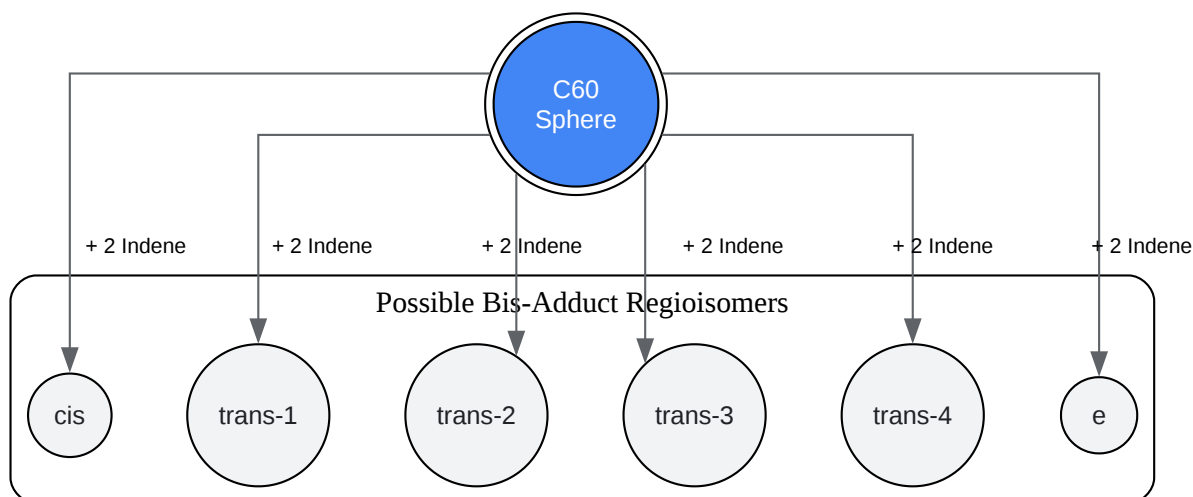 C60
Sphere
+ 2 Indene
+ 2 Indene
+ 2 Indene
+ 2 Indene
+ 2 Indene
+ 2 Indene
Possible Bis-Adduct Regioisomers
cis
trans-1
trans-2
trans-3
trans-4
e